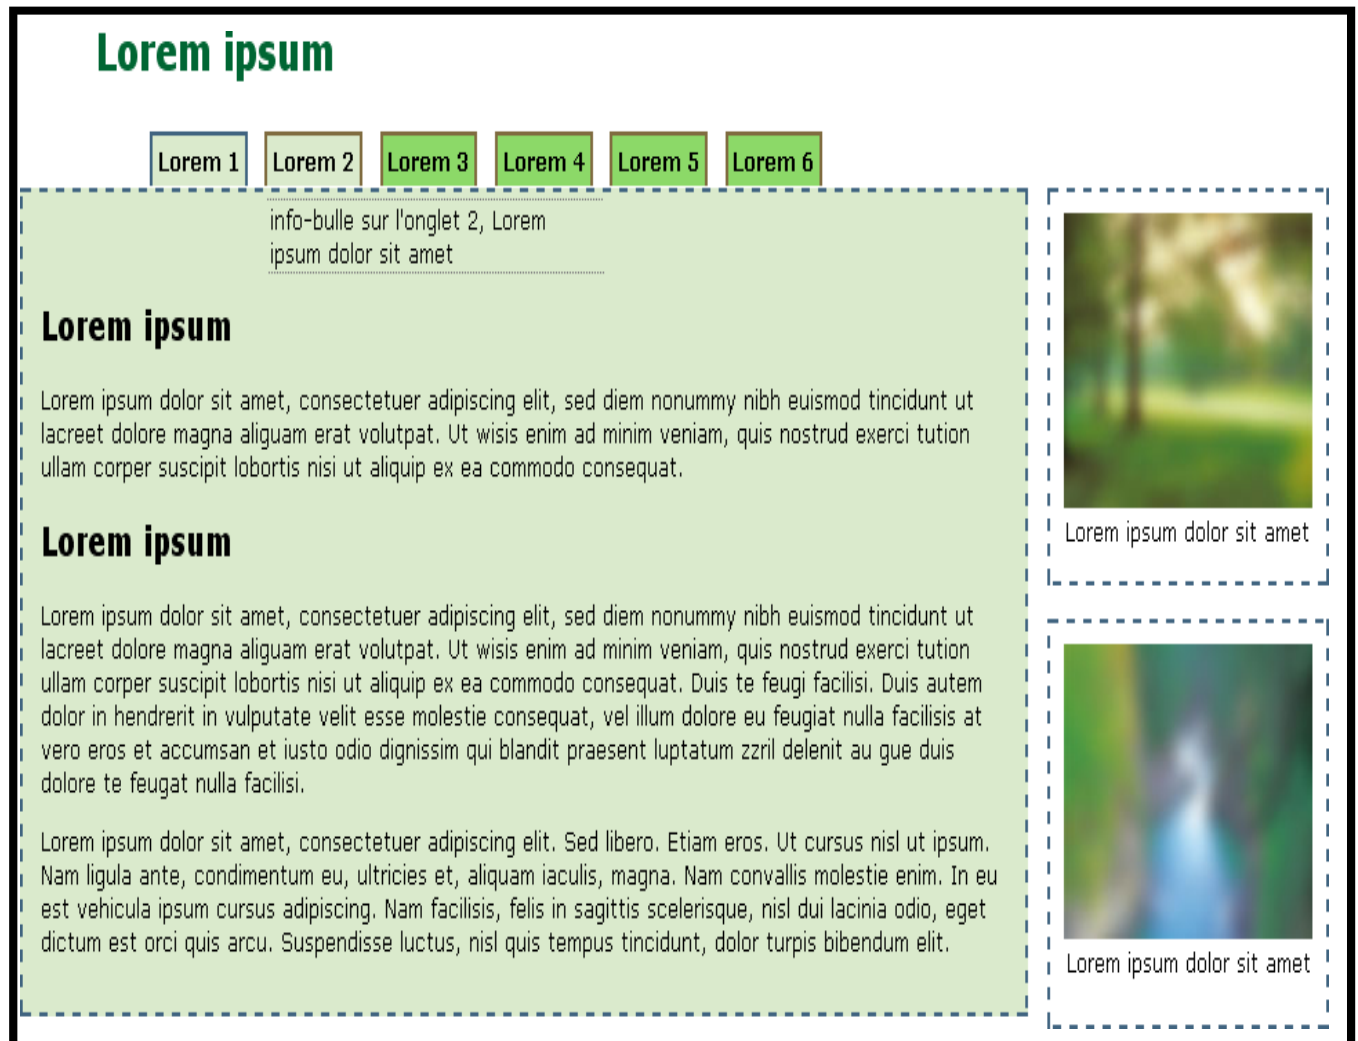 Lorem ipsum
Lorem 1 Lorem 2 Lorem 3 Lorem 4 Lorem 5 Lorem 6
info-bulle sur l'onglet 2, Lorem
ipsum dolor sit amet
Lorem ipsum
Lorem ipsum dolor sit amet, consectetuer adipiscing elit, sed diem nonummy nibh euismod tincidunt ut
lacreet dolore magna aliguam erat volutpat. Ut wisis enim ad minim veniam, quis nostrud exerci tution
ullam corper suscipit lobortis nisi ut aliquip ex ea commodo consequat.
Lorem ipsum
Lorem ipsum dolor sit amet, consectetuer adipiscing elit, sed diem nonummy nibh euismod tincidunt ut
lacreet dolore magna aliguam erat volutpat. Ut wisis enim ad minim veniam, quis nostrud exerci tution
ullam corper suscipit lobortis nisi ut aliquip ex ea commodo consequat. Duis te feugi facilisi. Duis autem
dolor in hendrerit in vulputate velit esse molestie consequat, vel illum dolore eu feugiat nulla facilisis at
vero eros et accumsan et iusto odio dignissim qui blandit praesent luptatum zzril delenit au gue duis
dolore te feugat nulla facilisi.
Lorem ipsum dolor sit amet, consectetuer adipiscing elit. Sed libero. Etiam eros. Ut cursus nisl ut ipsum.
Nam ligula ante, condimentum eu, ultricies et, aliquam iaculis, magna. Nam convallis molestie enim. In eu
est vehicula ipsum cursus adipiscing. Nam facilisis, felis in sagittis scelerisque, nisl dui lacinia odio, eget
dictum est orci quis arcu. Suspendisse luctus, nisl quis tempus tincidunt, dolor turpis bibendum elit.
Lorem ipsum dolor sit amet
Lorem ipsum dolor sit amet